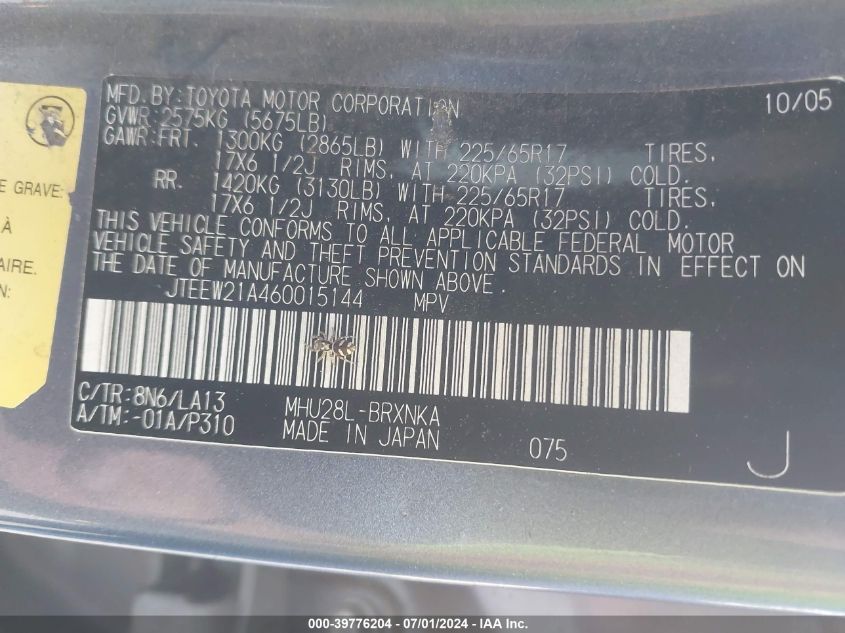 MFD. BY: TOYOTA MOTOR CORPORATION 10/05
GVWR: 2575KG (5675LB)
GAWR: FRT. 1300KG (2865LB) WITH 225/65R17 TIRES,
17X6 1/2J RIMS, AT 220KPA (32PSI) COLD.
RR. 1420KG (3130LB) WITH 225/65R17 TIRES,
17X6 1/2J RIMS, AT 220KPA (32PSI) COLD.
THIS VEHICLE CONFORMS TO ALL APPLICABLE FEDERAL MOTOR
VEHICLE SAFETY AND THEFT PREVENTION STANDARDS IN EFFECT ON
THE DATE OF MANUFACTURE SHOWN ABOVE.
JTEEW21A460015144 MPV
C/TR: 8N6/LA13 MHU28L-BRXNKA
A/TM: -01A/P310 MADE IN JAPAN 075
J
E GRAVE:
À
AIRE.
N:
000-39776204 - 07/01/2024 - IAA Inc.